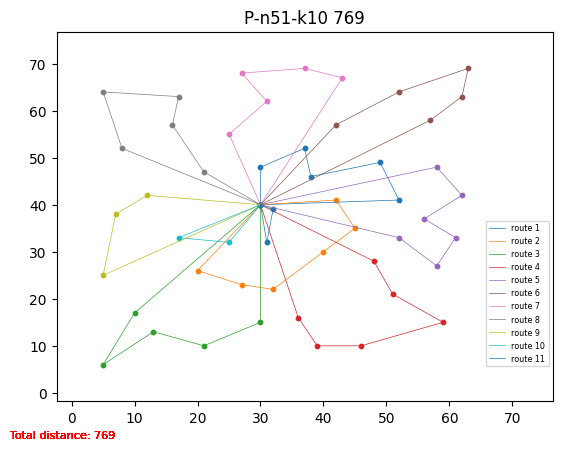 P-n51-k10 769
70
60
50
40
30
20
10
0
0 10 20 30 40 50 60 70
route 1
route 2
route 3
route 4
route 5
route 6
route 7
route 8
route 9
route 10
route 11
Total distance: 769